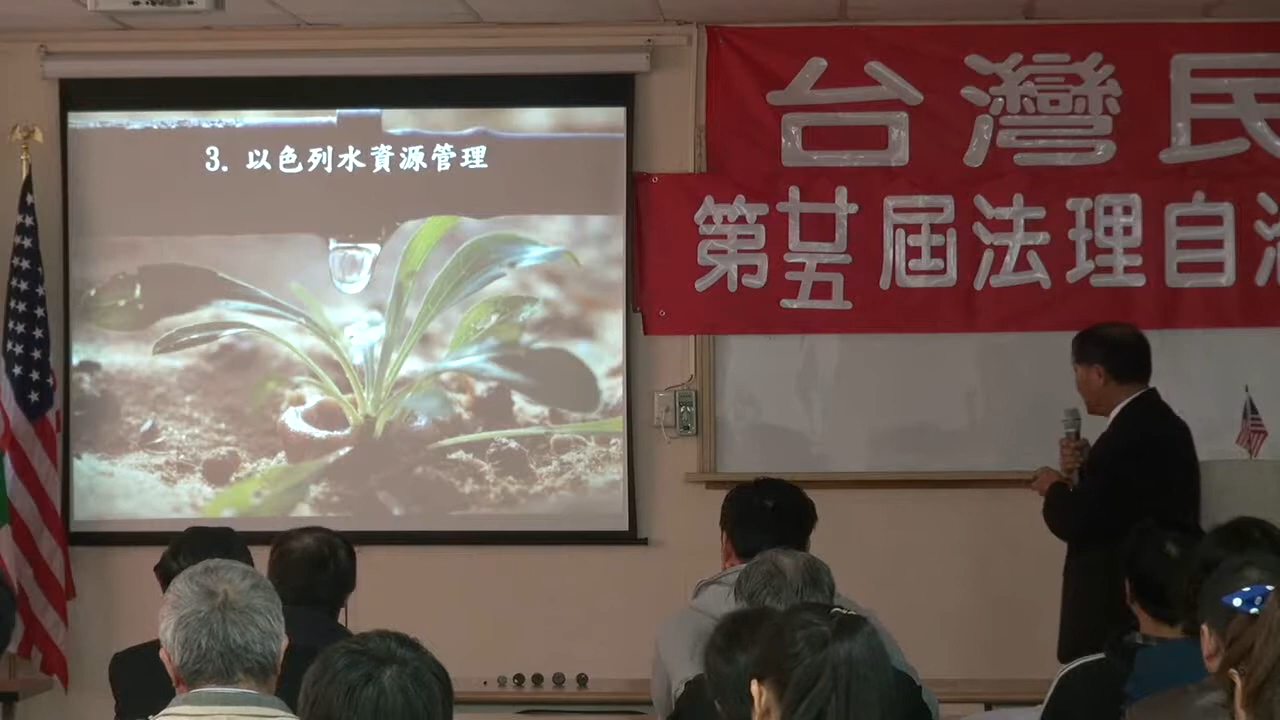 3. 以色列水資源管理
台灣民
第廿五屆法理自治